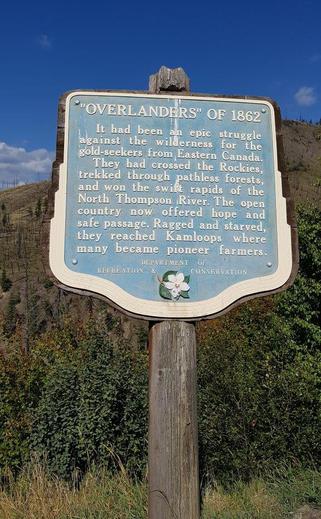 "OVERLANDERS" OF 1862
It had been an epic struggle
against the wilderness for the
gold-seekers from Eastern Canada.
They had crossed the Rockies,
trekked through pathless forests,
and won the swift rapids of the
North Thompson River. The open
country now offered hope and
safe passage. Ragged and starved,
they reached Kamloops where
many became pioneer farmers.
DEPARTMENT OF
RECREATION & CONSERVATION